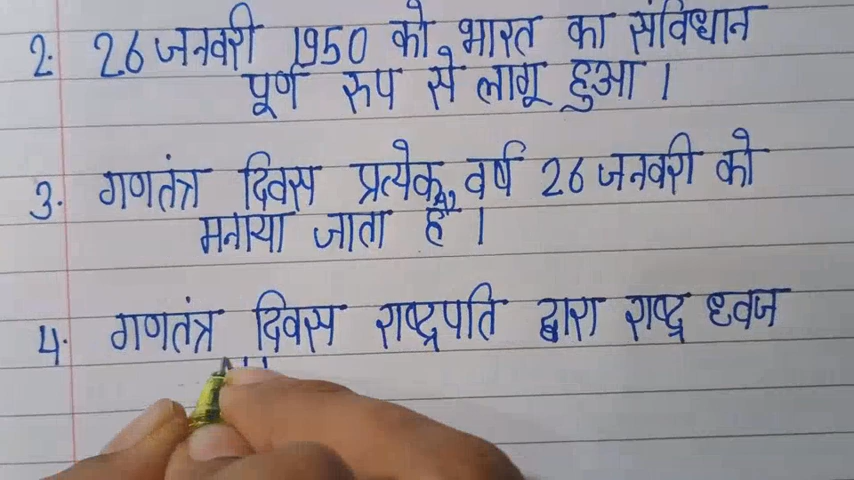 2. 26 जनवरी 1950 को भारत का संविधान
पूर्ण रूप से लागू हुआ ।
3. गणतंत्र दिवस प्रत्येक वर्ष 26 जनवरी को
मनाया जाता है ।
4. गणतंत्र दिवस राष्ट्रपति द्वारा राष्ट्र ध्वज